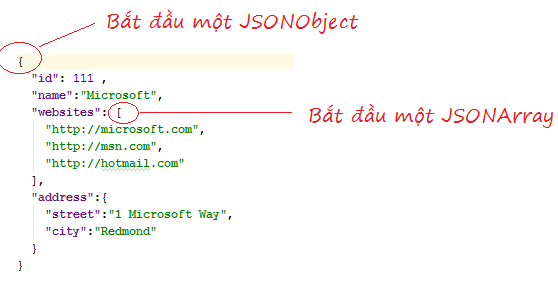 Bắt đầu một JSONObject
{
"id": 111 ,
"name":"Microsoft",
"websites": [
Bắt đầu một JSONArray
"http://microsoft.com",
"http://msn.com",
"http://hotmail.com"
],
"address":{
"street":"1 Microsoft Way",
"city":"Redmond"
}
}